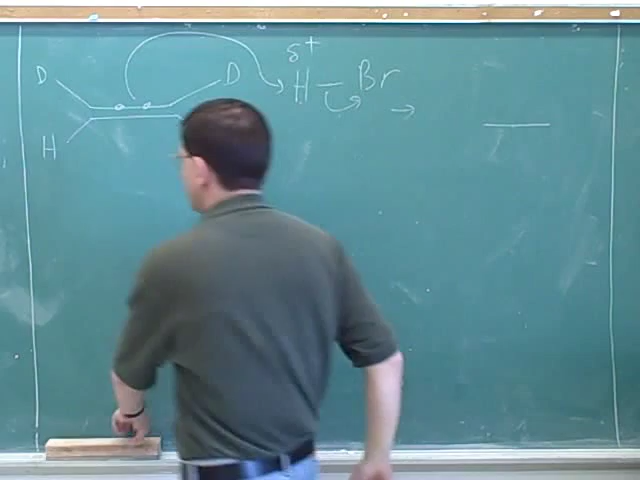 δ+
D D H — Br →
H